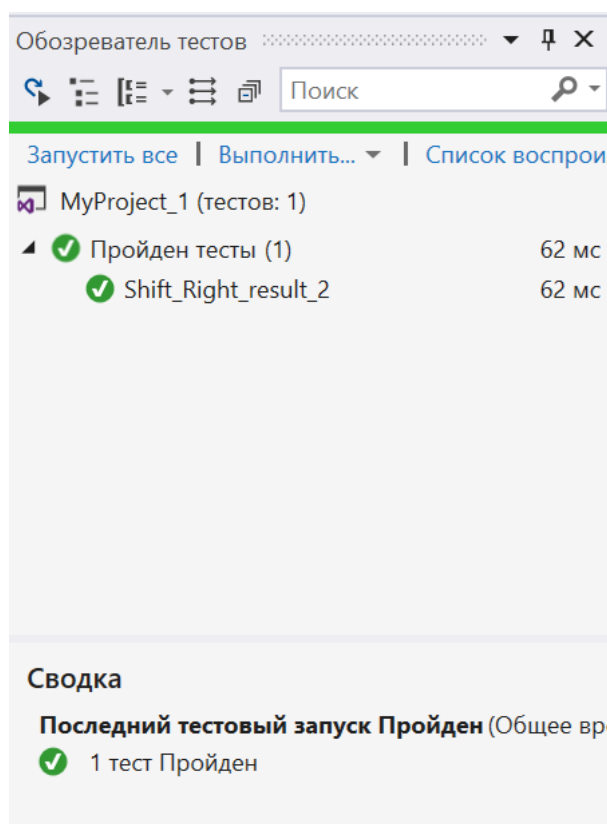 Обозреватель тестов
Поиск
Запустить все | Выполнить... | Список воспрои
MyProject_1 (тестов: 1)
Пройден тесты (1) 62 мс
Shift_Right_result_2 62 мс
Сводка
Последний тестовый запуск Пройден (Общее вр
1 тест Пройден